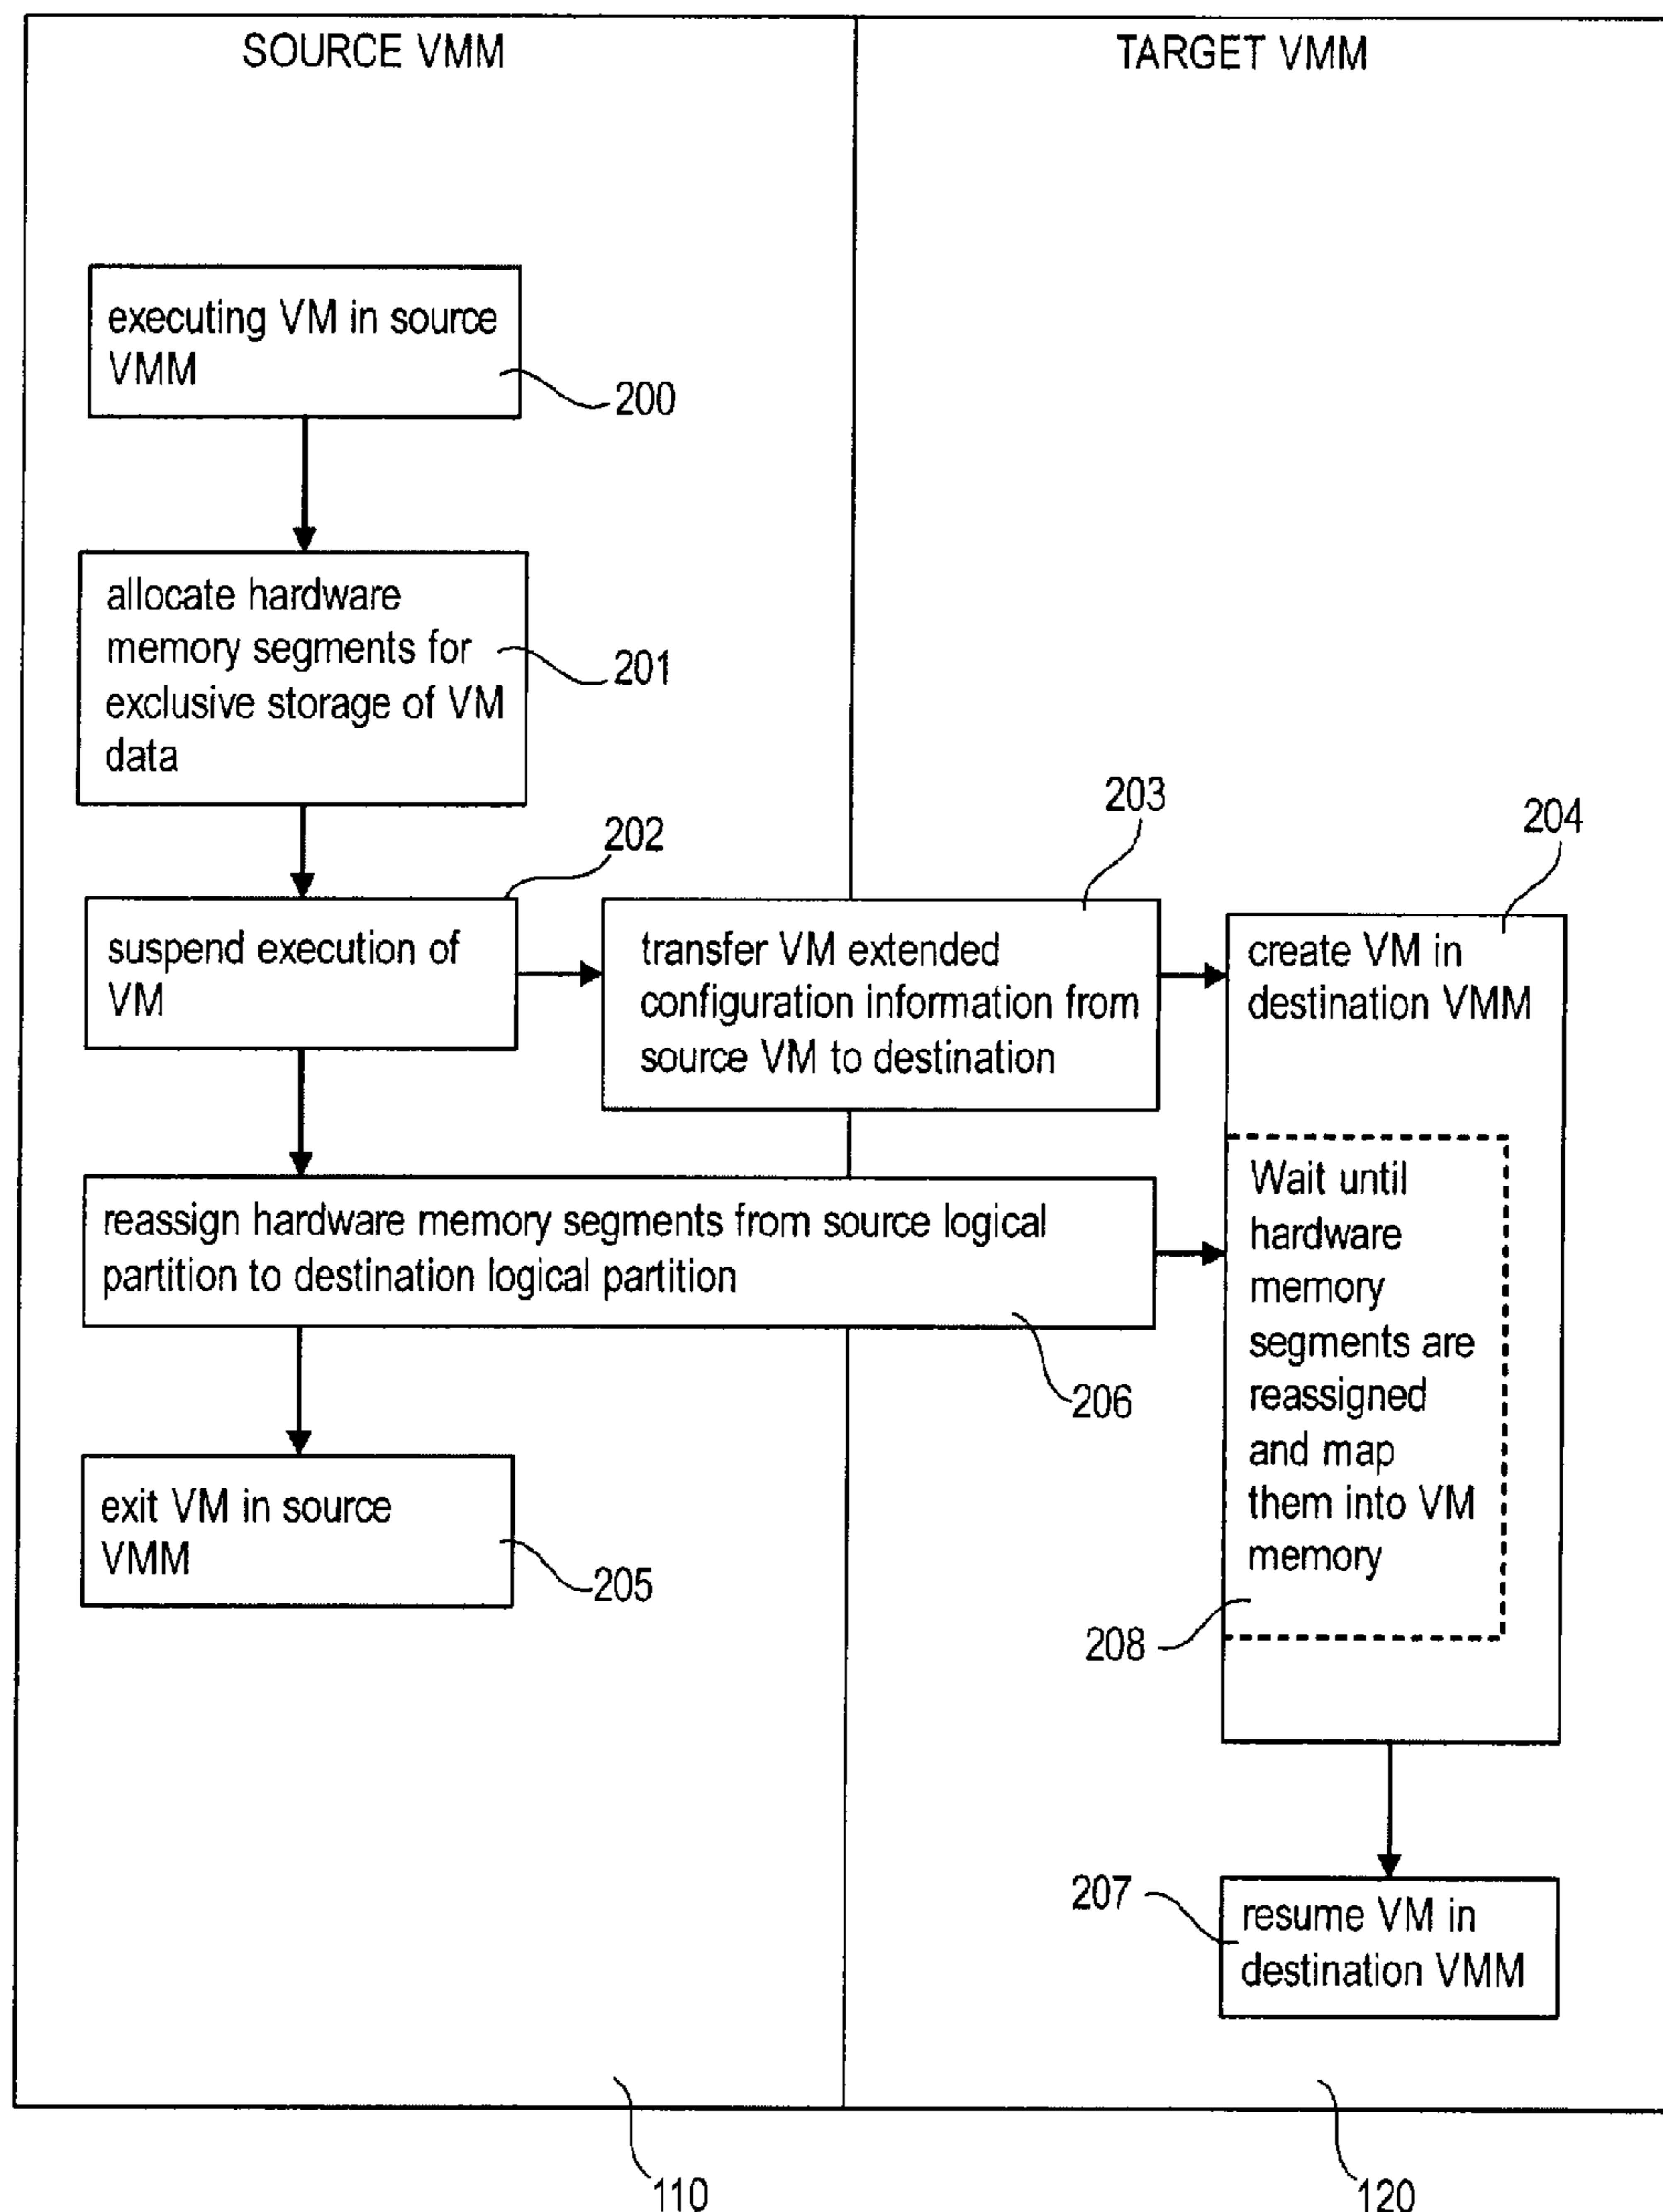 SOURCE VMM
TARGET VMM
executing VM in source
VMM
200
allocate hardware
memory segments for
exclusive storage of VM
data
201
202
suspend execution of
VM
203
transfer VM extended
configuration information from
source VM to destination
204
create VM in
destination VMM
reassign hardware memory segments from source logical
partition to destination logical partition
206
Wait until
hardware
memory
segments are
reassigned
and map
them into VM
memory
208
exit VM in source
VMM
205
207
resume VM in
destination VMM
110
120